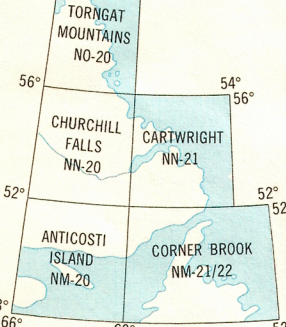 TORNGAT
MOUNTAINS
NO-20
56°
54°
56°
CHURCHILL
FALLS
NN-20
CARTWRIGHT
NN-21
52°
52°
ANTICOSTI
ISLAND
NM-20
CORNER BROOK
NM-21/22
66°